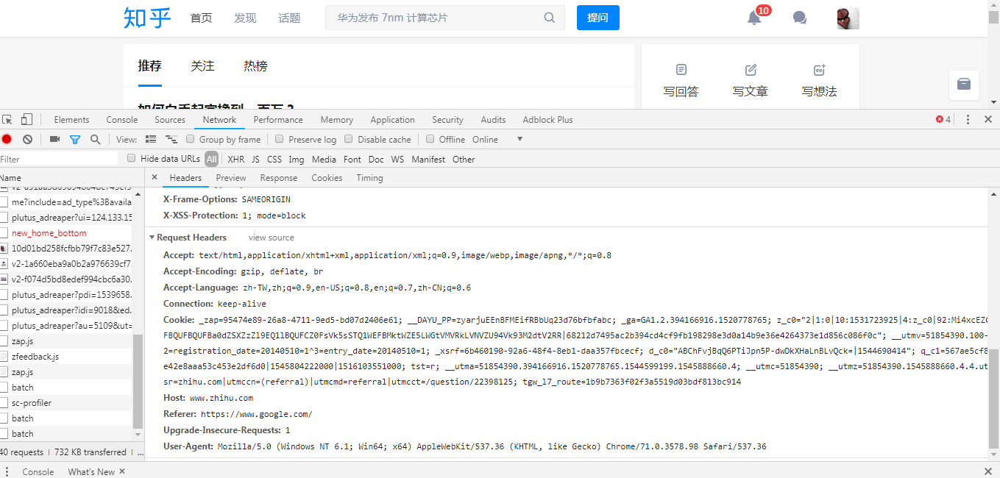 知乎 首页 发现 话题 华为发布 7nm 计算芯片 提问 10
推荐 关注 热榜
写回答 写文章 写想法
Elements Console Sources Network Performance Memory Application Security Audits Adblock Plus 4
View: Group by frame Preserve log Disable cache Offline Online
Filter Hide data URLs All XHR JS CSS Img Media Font Doc WS Manifest Other
Name
Headers Preview Response Cookies Timing
me?include=ad_type%3Bavaila
plutus_adreaper?ui=124.133.15
new_home_bottom
10d01bd258fcfbb79f7c83e527.
v2-1a660eba9a0b2a976639cf7
v2-f074d5bd8edef994cbc6a30.
plutus_adreaper?pdi=1539658.
plutus_adreaper?idi=9018&ed.
plutus_adreaper?au=5109&ut=
zap.js
zfeedback.js
zap.js
batch
sc-profiler
batch
batch
40 requests | 732 KB transferred | ...
X-Frame-Options: SAMEORIGIN
X-XSS-Protection: 1; mode=block
Request Headers view source
Accept: text/html,application/xhtml+xml,application/xml;q=0.9,image/webp,image/apng,*/*;q=0.8
Accept-Encoding: gzip, deflate, br
Accept-Language: zh-TW,zh;q=0.9,en-US;q=0.8,en;q=0.7,zh-CN;q=0.6
Connection: keep-alive
Cookie: _zap=95474e89-26a8-4711-9ed5-bd07d2406e61; __DAYU_PP=zyarjuEEnBFMEifRBbUq23d76bfbfabc; _ga=GA1.2.394166916.1520778765; z_c0="2|1:0|10:1531723925|4:z_c0|92:Mi4xcEZ
FBQUFBQUFBa0dZSXZzZl9EQ11BQUFCZ0FsVk5sSTQ1WEFBMktWZE5LWGtVMVRkLVNVZU94Vk93M2dtV2RR|68212d7495ac2b394cd4cf9fb198298e3d0a14b9e36e4264373e1d856c086f0c"; __utmv=51854390.100-
2=registration_date=20140510=1^3=entry_date=20140510=1; _xsrf=6b460190-92a6-48f4-8eb1-daa357fbcecf; d_c0="ABChFvjBqQ6PTiJpn5P-dwDkXHaLnBLvQck=|1544690414"; q_c1=567ae5cf8
e42e8aaa53c453e2df6d0|1545804222000|1516103551000; tst=r; __utma=51854390.394166916.1520778765.1544599199.1545888660.4; __utmc=51854390; __utmz=51854390.1545888660.4.4.ut
sr=zhihu.com|utmccn=(referral)|utmcmd=referral|utmcct=/question/22398125; tgw_l7_route=1b9b7363f02f3a5519d03bdf813bc914
Host: www.zhihu.com
Referer: https://www.google.com/
Upgrade-Insecure-Requests: 1
User-Agent: Mozilla/5.0 (Windows NT 6.1; Win64; x64) AppleWebKit/537.36 (KHTML, like Gecko) Chrome/71.0.3578.98 Safari/537.36
Console What's New